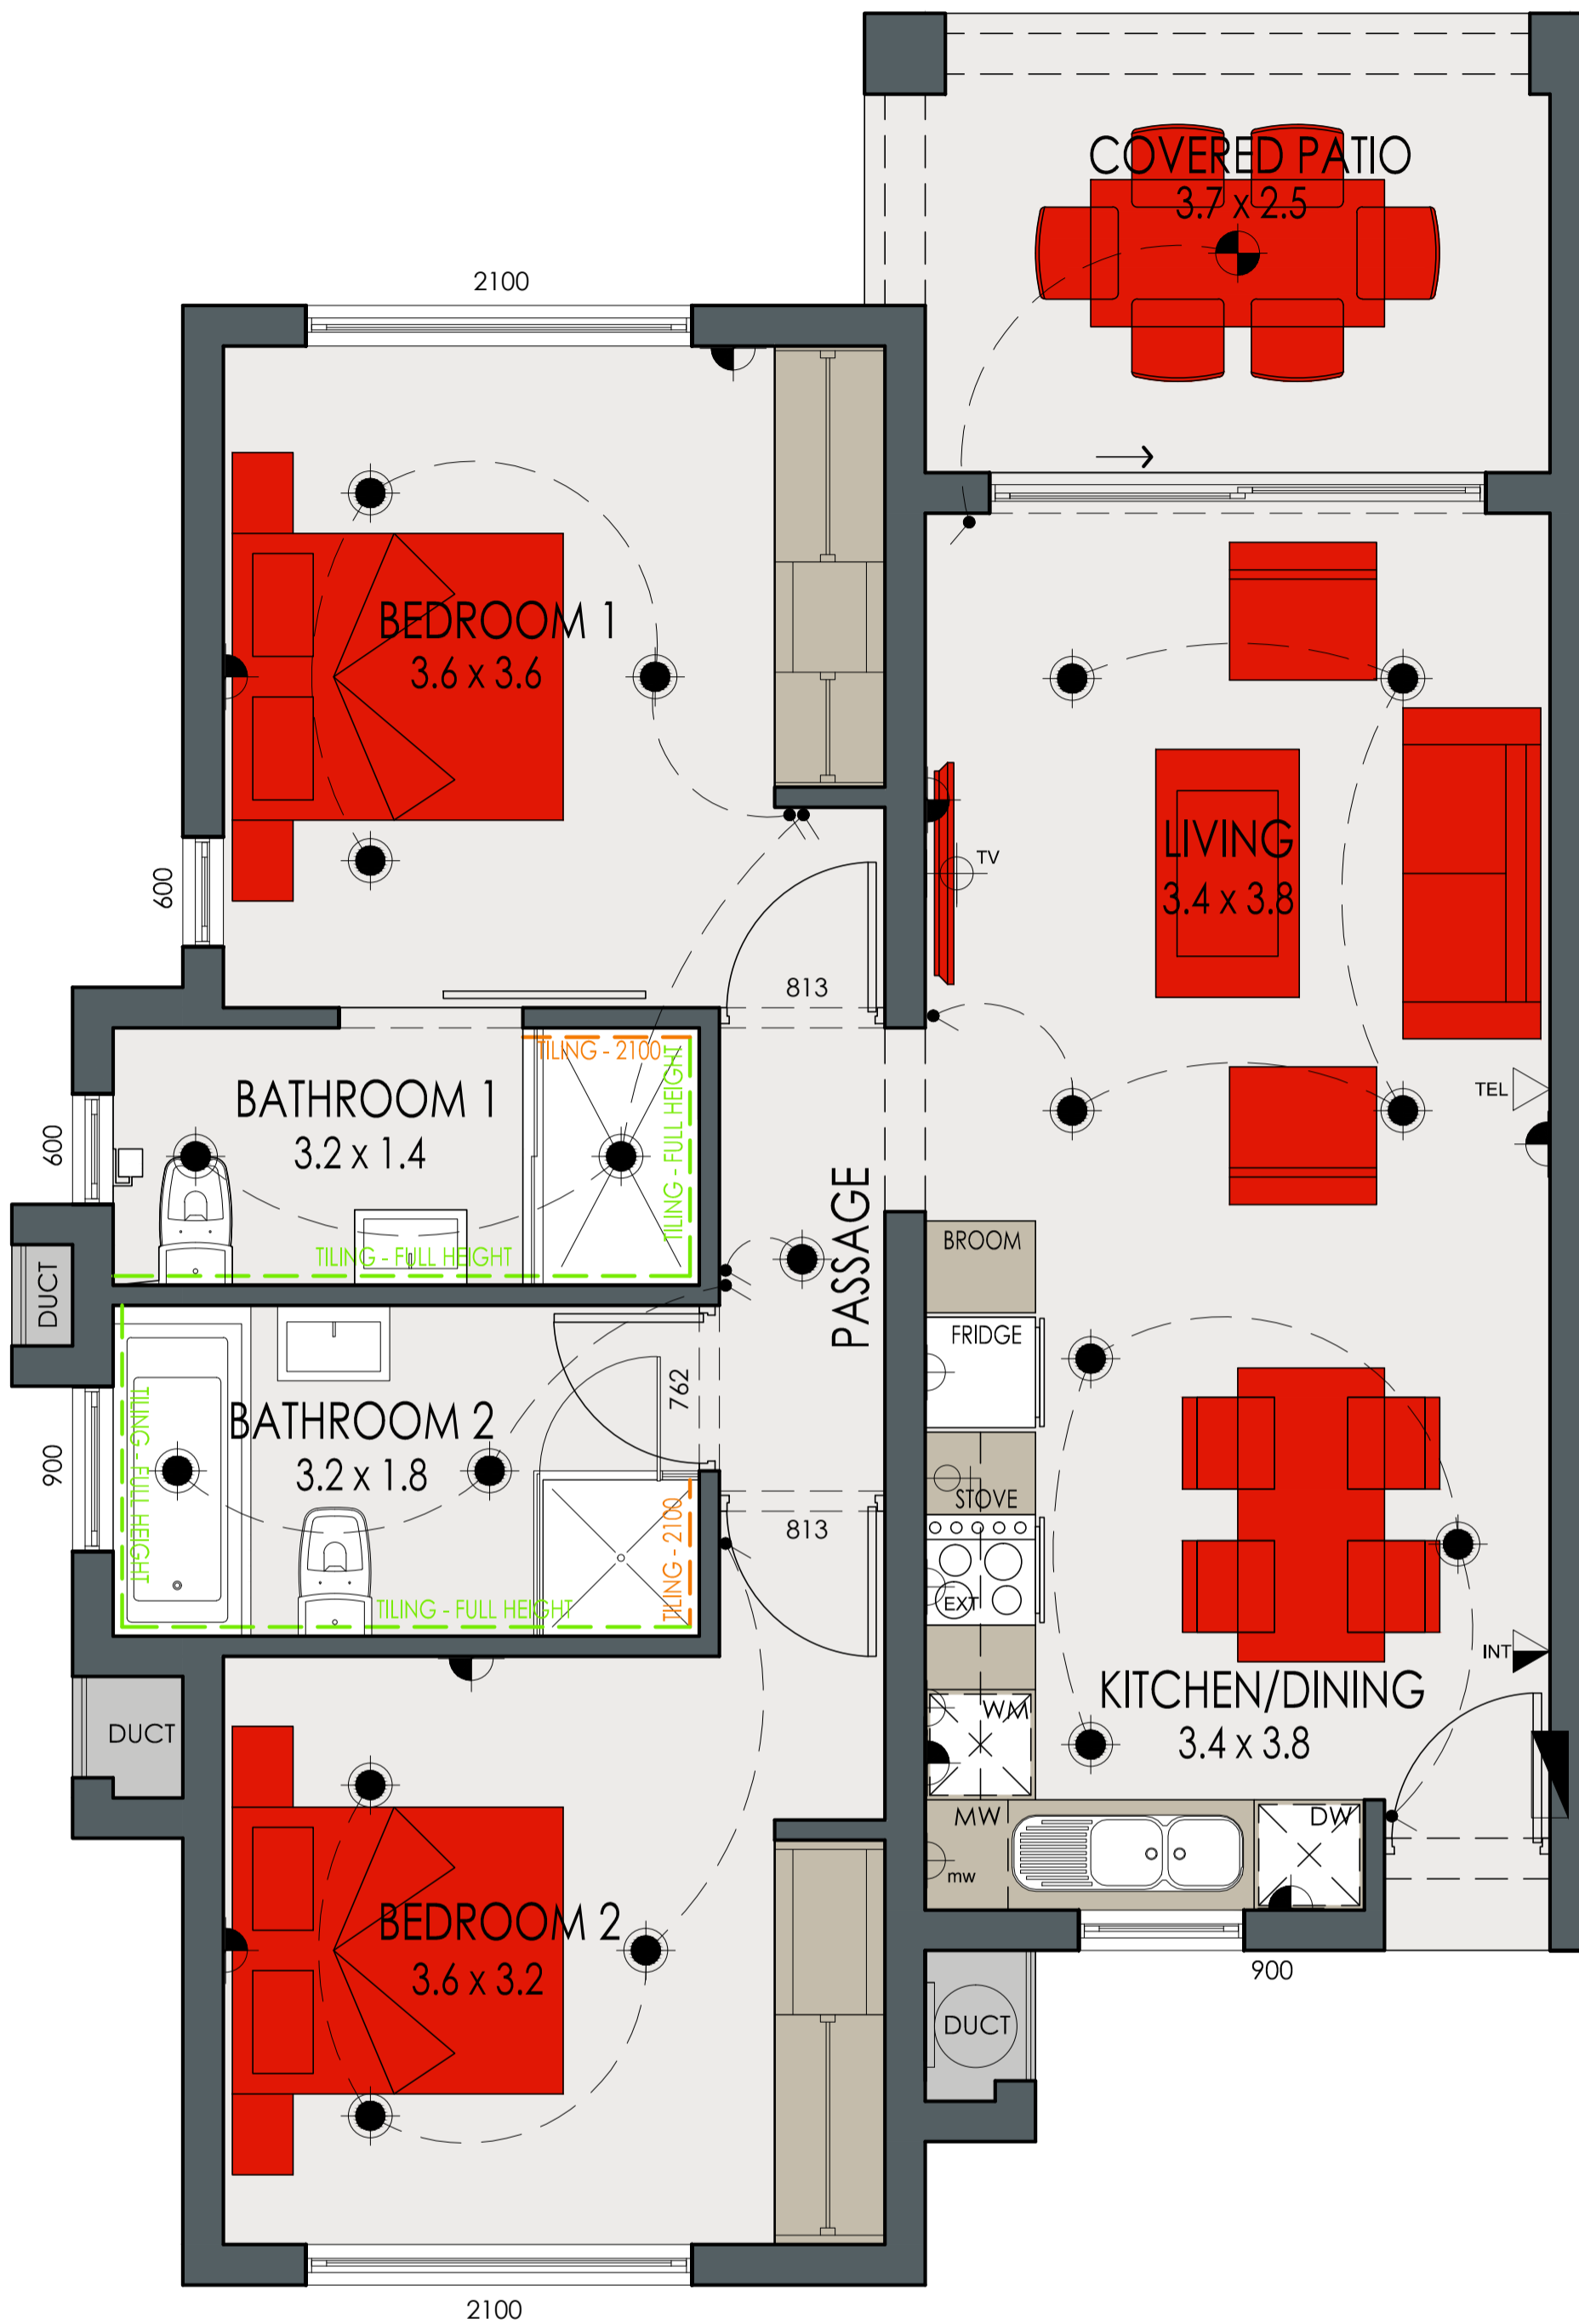 COVERED PATIO
3.7 x 2.5
2100
BEDROOM 1
3.6 x 3.6
600
LIVING
3.4 x 3.8
TV
813
TILING - 2100
TILING - FULL HEIGHT
BATHROOM 1
3.2 x 1.4
600
TEL
TILING - FULL HEIGHT
PASSAGE
BROOM
DUCT
FRIDGE
762
BATHROOM 2
3.2 x 1.8
900
TILING - FULL HEIGHT
STOVE
813
TILING - 2100
TILING - FULL HEIGHT
EXT
INT
KITCHEN/DINING
3.4 x 3.8
WM
DUCT
MW
DW
mw
BEDROOM 2
3.6 x 3.2
900
DUCT
2100